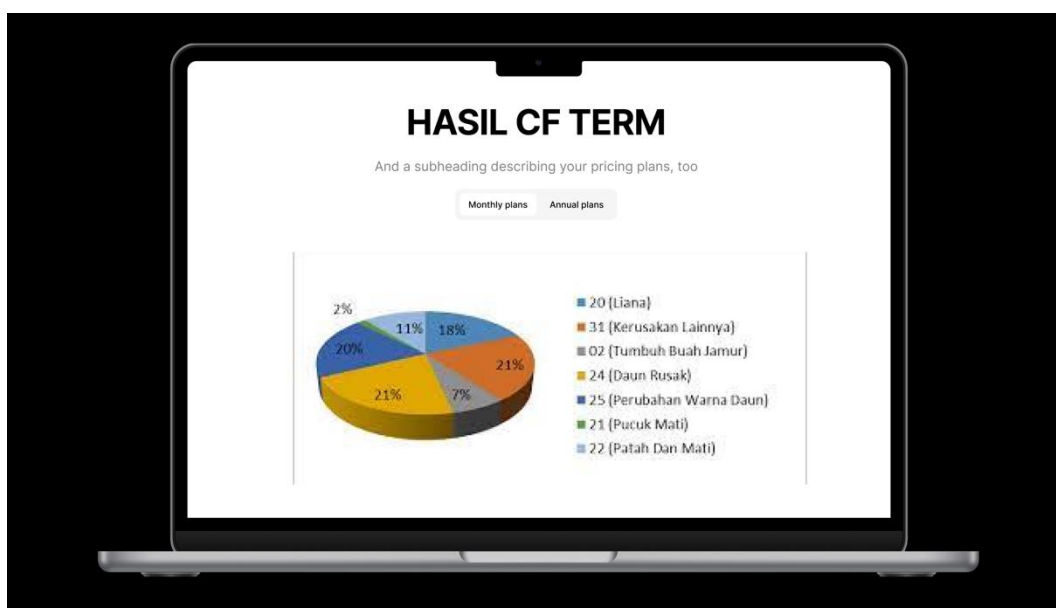 HASIL CF TERM
And a subheading describing your pricing plans, too
Monthly plans Annual plans
2%
11%
18%
20%
21%
21%
7%
20 (Liana)
31 (Kerusakan Lainnya)
02 (Tumbuh Buah Jamur)
24 (Daun Rusak)
25 (Perubahan Warna Daun)
21 (Pucuk Mati)
22 (Patah Dan Mati)